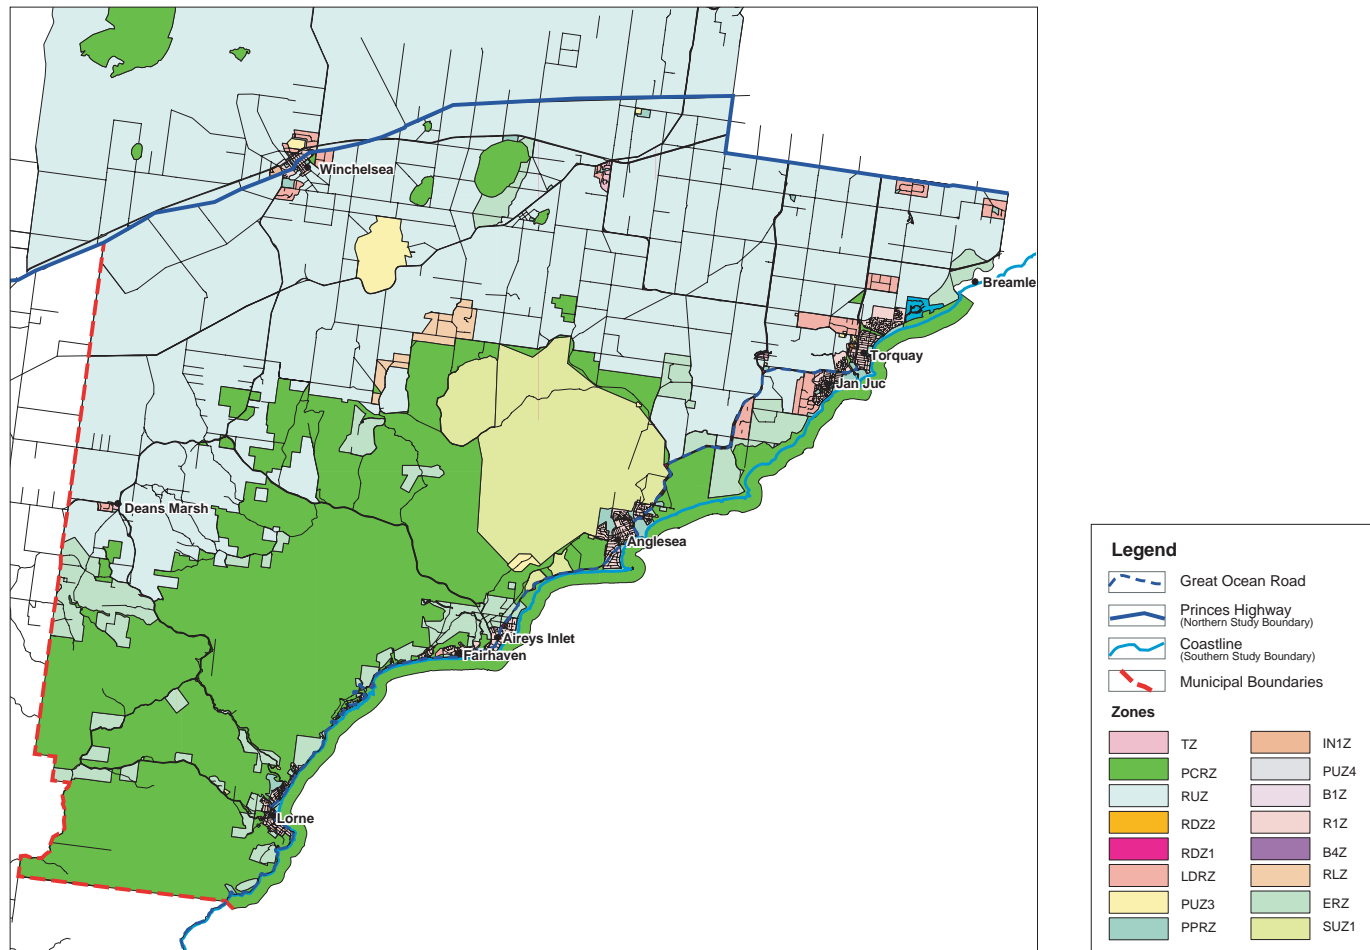 Winchelsea
Breamle
Torquay
Jan Juc
Deans Marsh
Anglesea
Aireys Inlet
Fairhaven
Lorne
Legend
Great Ocean Road
Princes Highway
(Northern Study Boundary)
Coastline
(Southern Study Boundary)
Municipal Boundaries
Zones
TZ
PCRZ
RUZ
RDZ2
RDZ1
LDRZ
PUZ3
PPRZ
IN1Z
PUZ4
B1Z
R1Z
B4Z
RLZ
ERZ
SUZ1